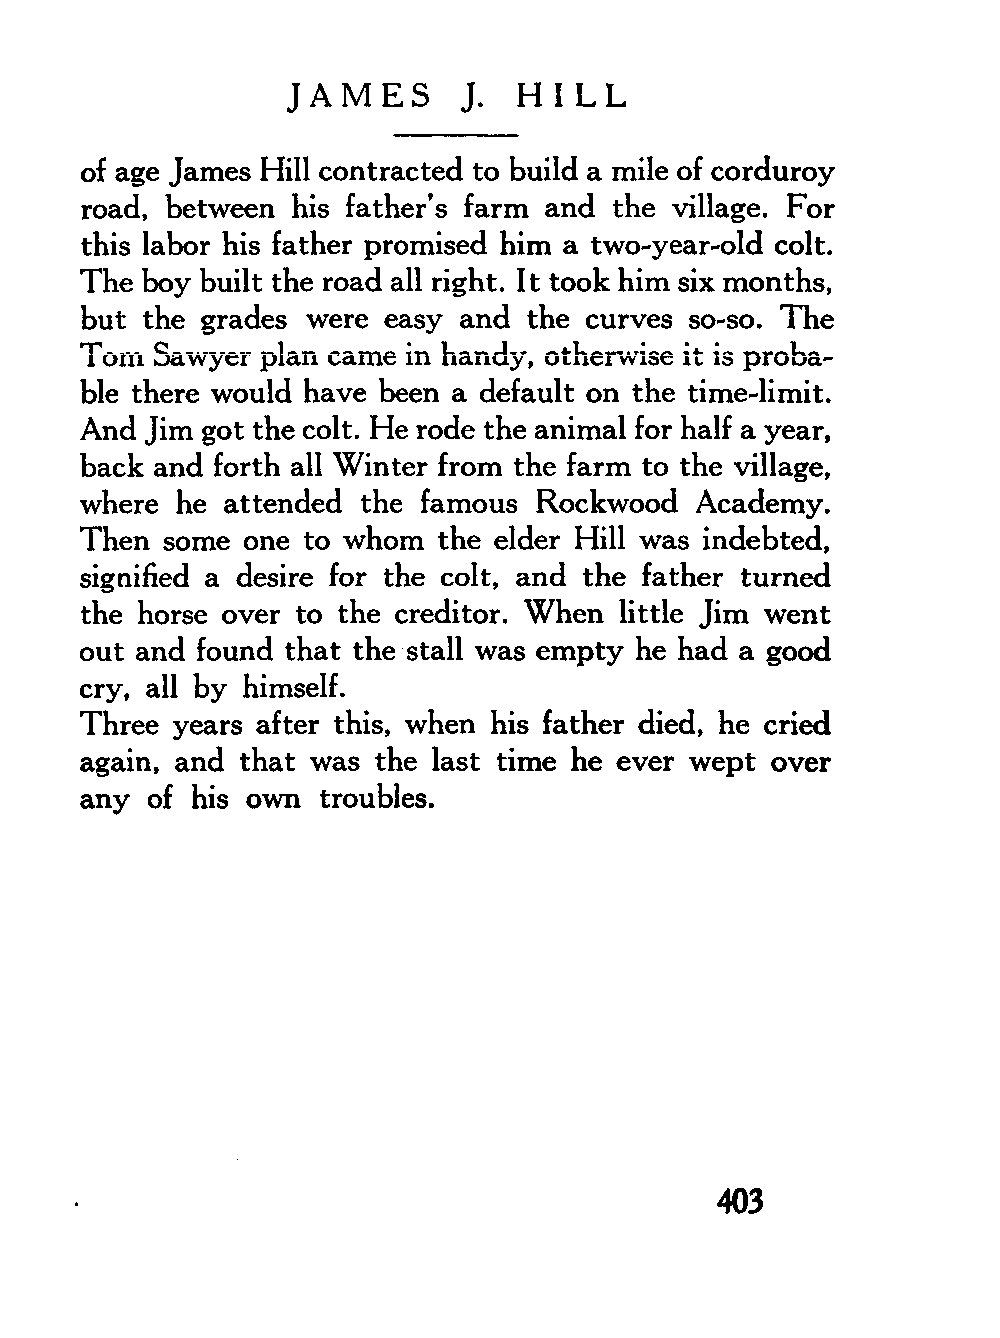 JAMES J. HILL
of age James Hill contracted to build a mile of corduroy
road, between his father's farm and the village. For
this labor his father promised him a two-year-old colt.
The boy built the road all right. It took him six months,
but the grades were easy and the curves so-so. The
Tom Sawyer plan came in handy, otherwise it is proba-
ble there would have been a default on the time-limit.
And Jim got the colt. He rode the animal for half a year,
back and forth all Winter from the farm to the village,
where he attended the famous Rockwood Academy.
Then some one to whom the elder Hill was indebted,
signified a desire for the colt, and the father turned
the horse over to the creditor. When little Jim went
out and found that the stall was empty he had a good
cry, all by himself.
Three years after this, when his father died, he cried
again, and that was the last time he ever wept over
any of his own troubles.
403